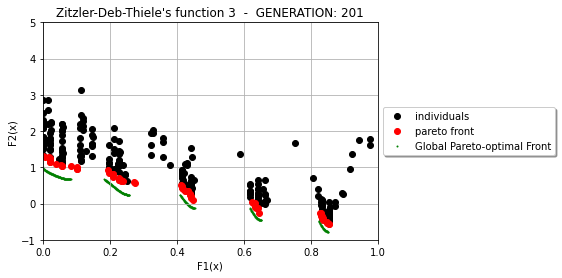 Zitzler-Deb-Thiele's function 3 - GENERATION: 201
5
4
3
2
1
0
−1
F2(x)
0.0 0.2 0.4 0.6 0.8 1.0
F1(x)
individuals
pareto front
Global Pareto-optimal Front